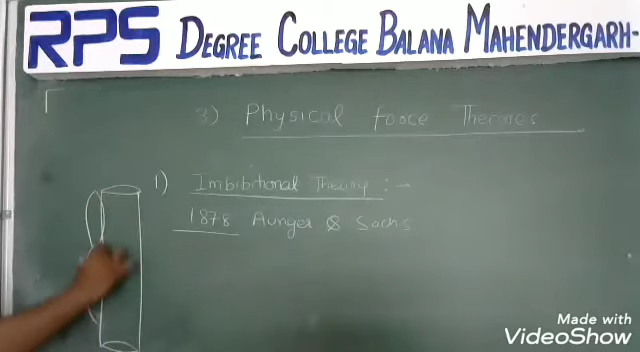 RPS DEGREE COLLEGE BALANA MAHENDERGARH-
3) Physical force Theories
1) Imbibitional Theory :-
1878 Aunger & Sachs
Made with
VideoShow